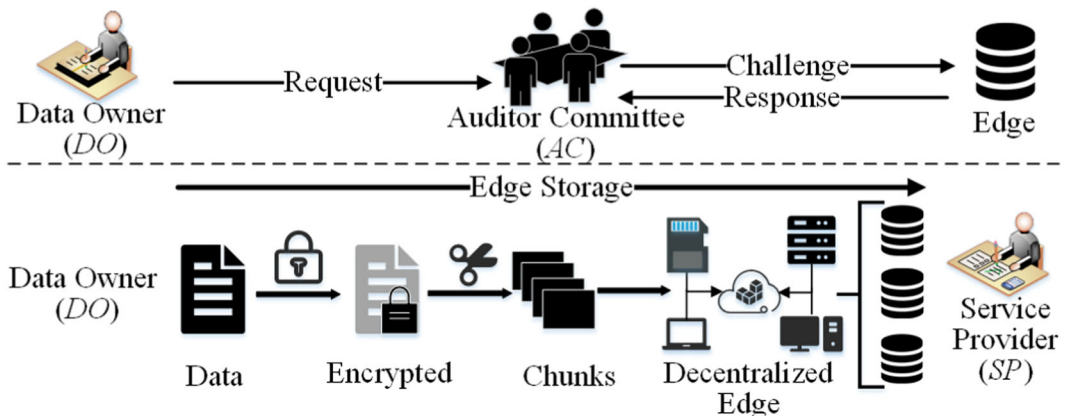 Request
Challenge
Response
Data Owner
(DO)
Auditor Committee
(AC)
Edge
Edge Storage
Data Owner
(DO)
Data
Encrypted
Chunks
Decentralized
Edge
Service
Provider
(SP)